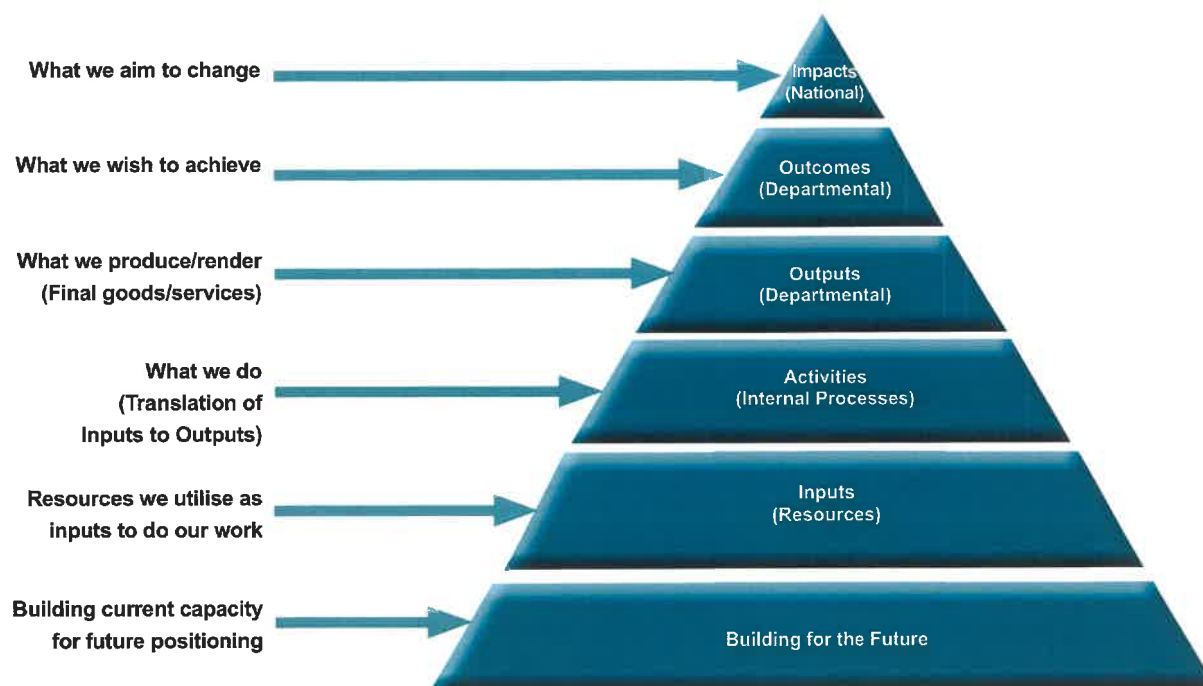 What we aim to change
Impacts
(National)
What we wish to achieve
Outcomes
(Departmental)
What we produce/render
(Final goods/services)
Outputs
(Departmental)
What we do
(Translation of
Inputs to Outputs)
Activities
(Internal Processes)
Resources we utilise as
inputs to do our work
Inputs
(Resources)
Building current capacity
for future positioning
Building for the Future